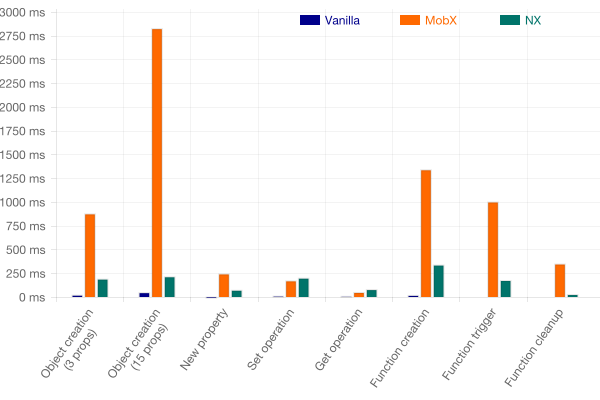 3000 ms
2750 ms
2500 ms
2250 ms
2000 ms
1750 ms
1500 ms
1250 ms
1000 ms
750 ms
500 ms
250 ms
0 ms
Vanilla
MobX
NX
Object creation
(3 props)
Object creation
(15 props)
New property
Set operation
Get operation
Function creation
Function trigger
Function cleanup